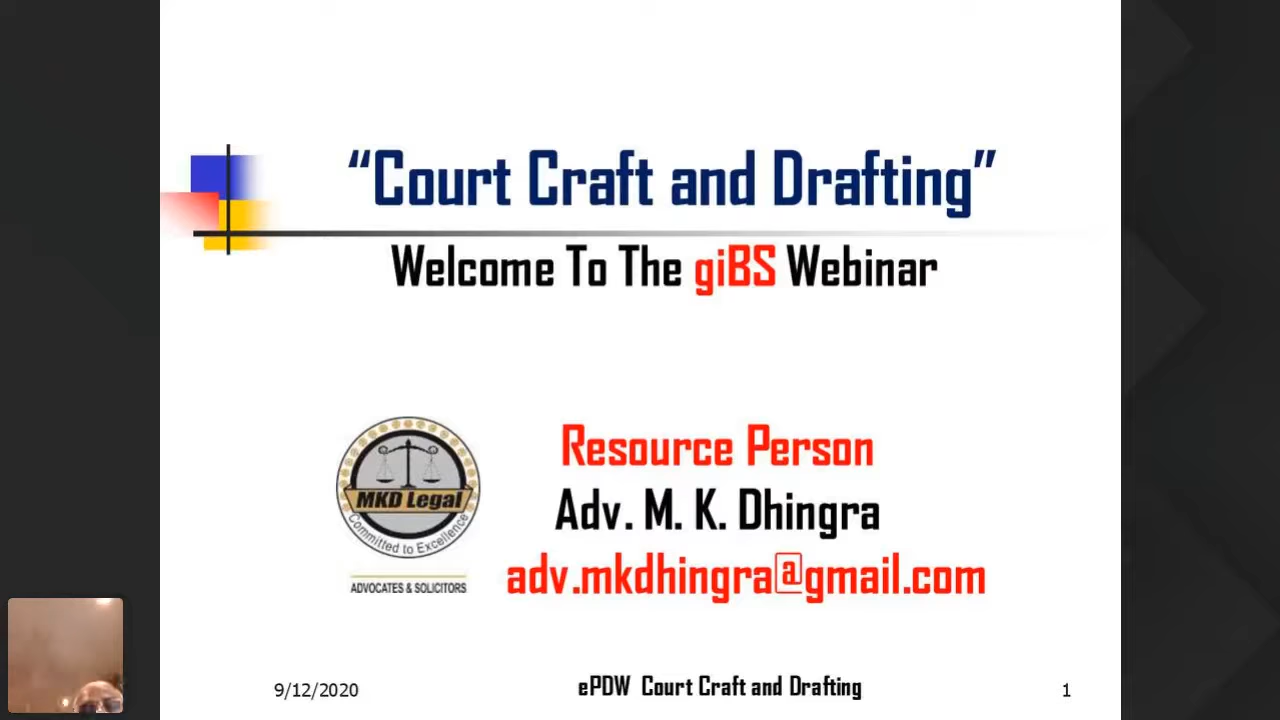 “Court Craft and Drafting”
Welcome To The giBS Webinar
Resource Person
Adv. M. K. Dhingra
adv.mkdhingra@gmail.com
MKD Legal
Committed to Excellence
ADVOCATES & SOLICITORS
9/12/2020
ePDW Court Craft and Drafting
1